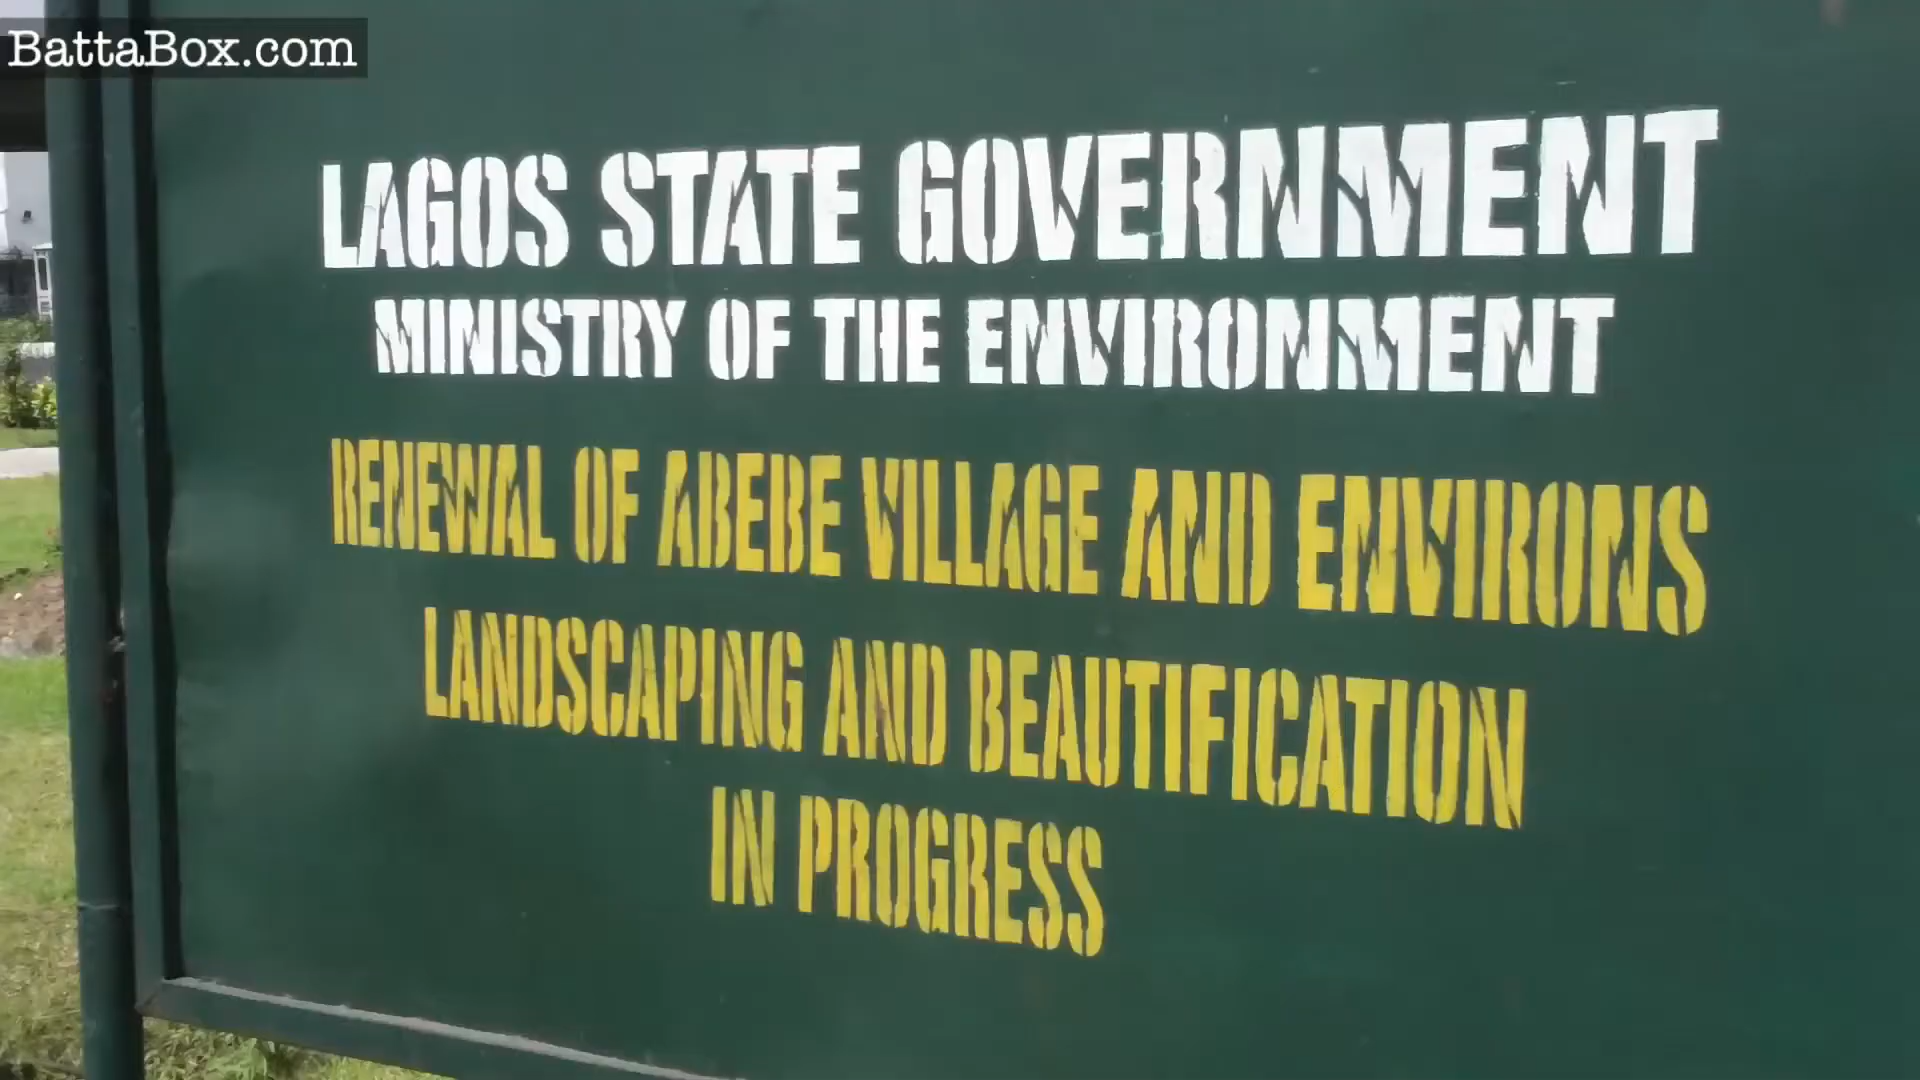 BattaBox.com
LAGOS STATE GOVERNMENT
MINISTRY OF THE ENVIRONMENT
RENEWAL OF ABEBE VILLAGE AND ENVIRONS
LANDSCAPING AND BEAUTIFICATION
IN PROGRESS